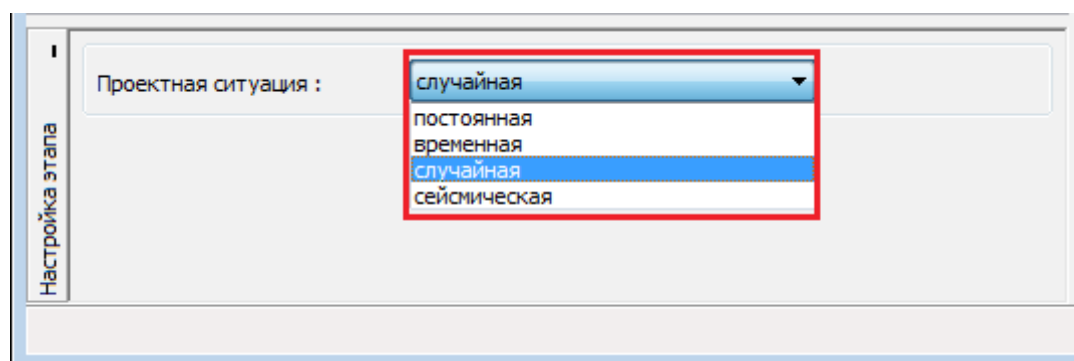 Проектная ситуация :
случайная
постоянная
временная
случайная
сейсмическая
Настройка этапа